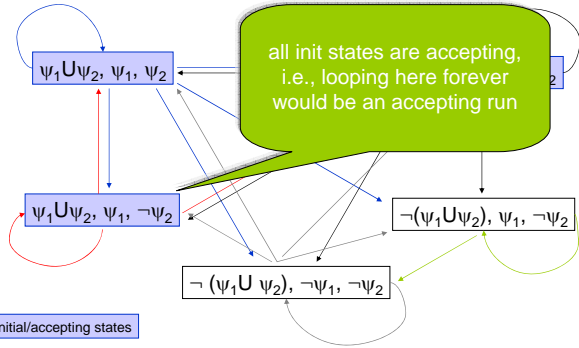 all init states are accepting,
i.e., looping here forever
would be an accepting run
ψ₁Uψ₂, ψ₁, ψ₂
ψ₁Uψ₂, ψ₁, ¬ψ₂
¬(ψ₁Uψ₂), ψ₁, ¬ψ₂
¬ (ψ₁U ψ₂), ¬ψ₁, ¬ψ₂
nitial/accepting states